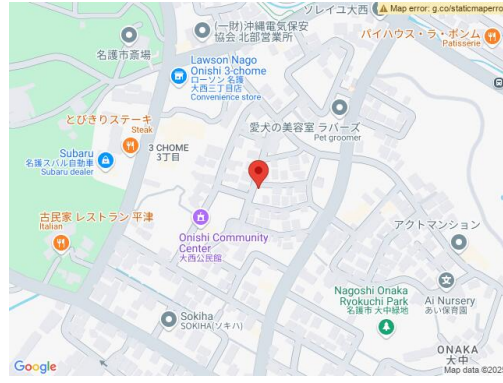 ソレイユ大西
Map error: g.co/staticmaperro
(一財)沖縄電気保安
協会 北部営業所
パイハウス・ラ・ポンム
Patisserie
名護市斎場
Lawson Nago
Onishi 3-chome
ローソン 名護
大西三丁目店
Convenience store
愛犬の美容室 ラバーズ
Pet groomer
とびきりステーキ
Steak
3 CHOME
3丁目
Subaru
名護スバル自動車
Subaru dealer
古民家 レストラン 平津
Italian
Onishi Community
Center
大西公民館
アクトマンション
Nagoshi Onaka
Ryokuchi Park
名護市 大中緑地
Ai Nursery
あい保育園
Sokiha
SOKIHA(ソキハ)
ONAKA
大中
Google
Map data ©202